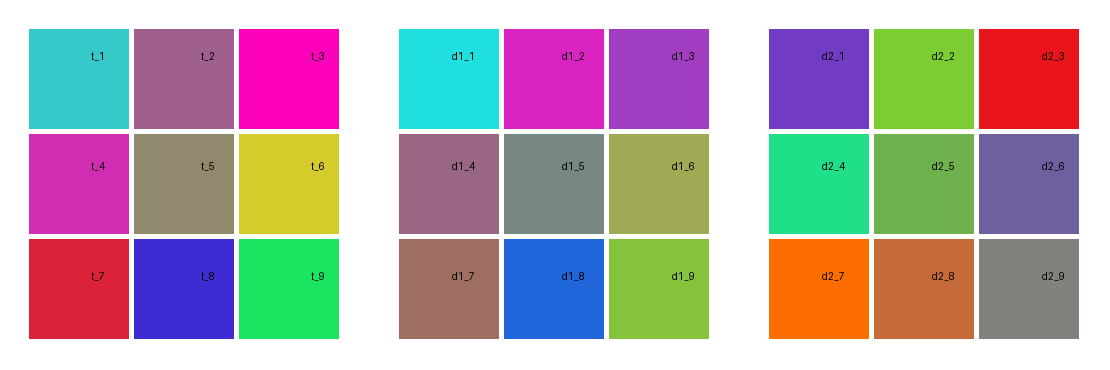 t_1 t_2 t_3 d1_1 d1_2 d1_3 d2_1 d2_2 d2_3
t_4 t_5 t_6 d1_4 d1_5 d1_6 d2_4 d2_5 d2_6
t_7 t_8 t_9 d1_7 d1_8 d1_9 d2_7 d2_8 d2_9